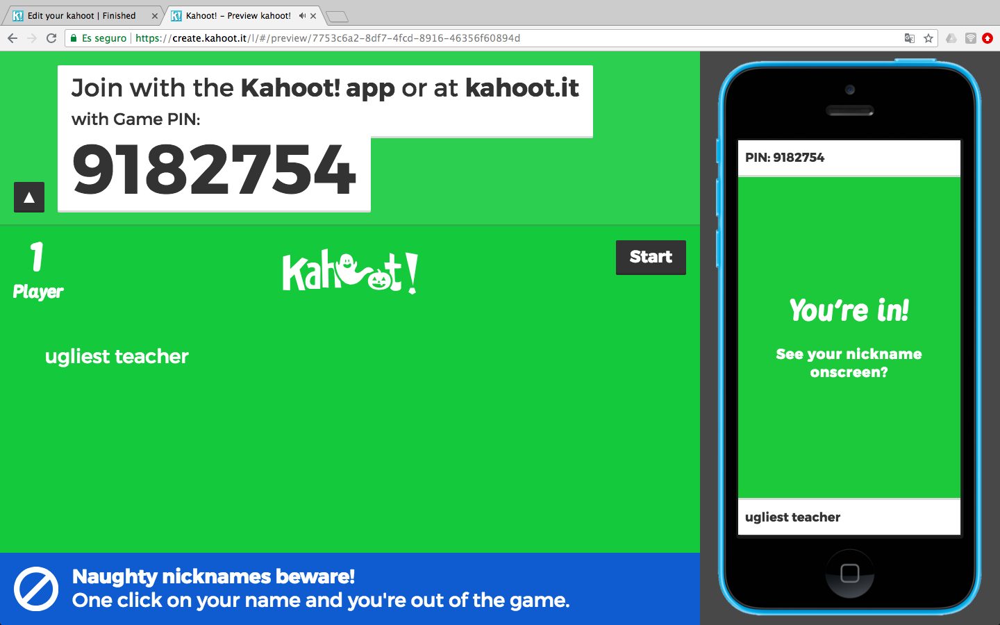 Edit your kahoot | Finished
Kahoot! – Preview kahoot!
Es seguro
https://create.kahoot.it/l/#/preview/7753c6a2-8df7-4fcd-8916-46356f60894d
Join with the Kahoot! app or at kahoot.it
with Game PIN:
9182754
1
Player
Kahoot!
Start
ugliest teacher
Naughty nicknames beware!
One click on your name and you're out of the game.
PIN: 9182754
You're in!
See your nickname
onscreen?
ugliest teacher